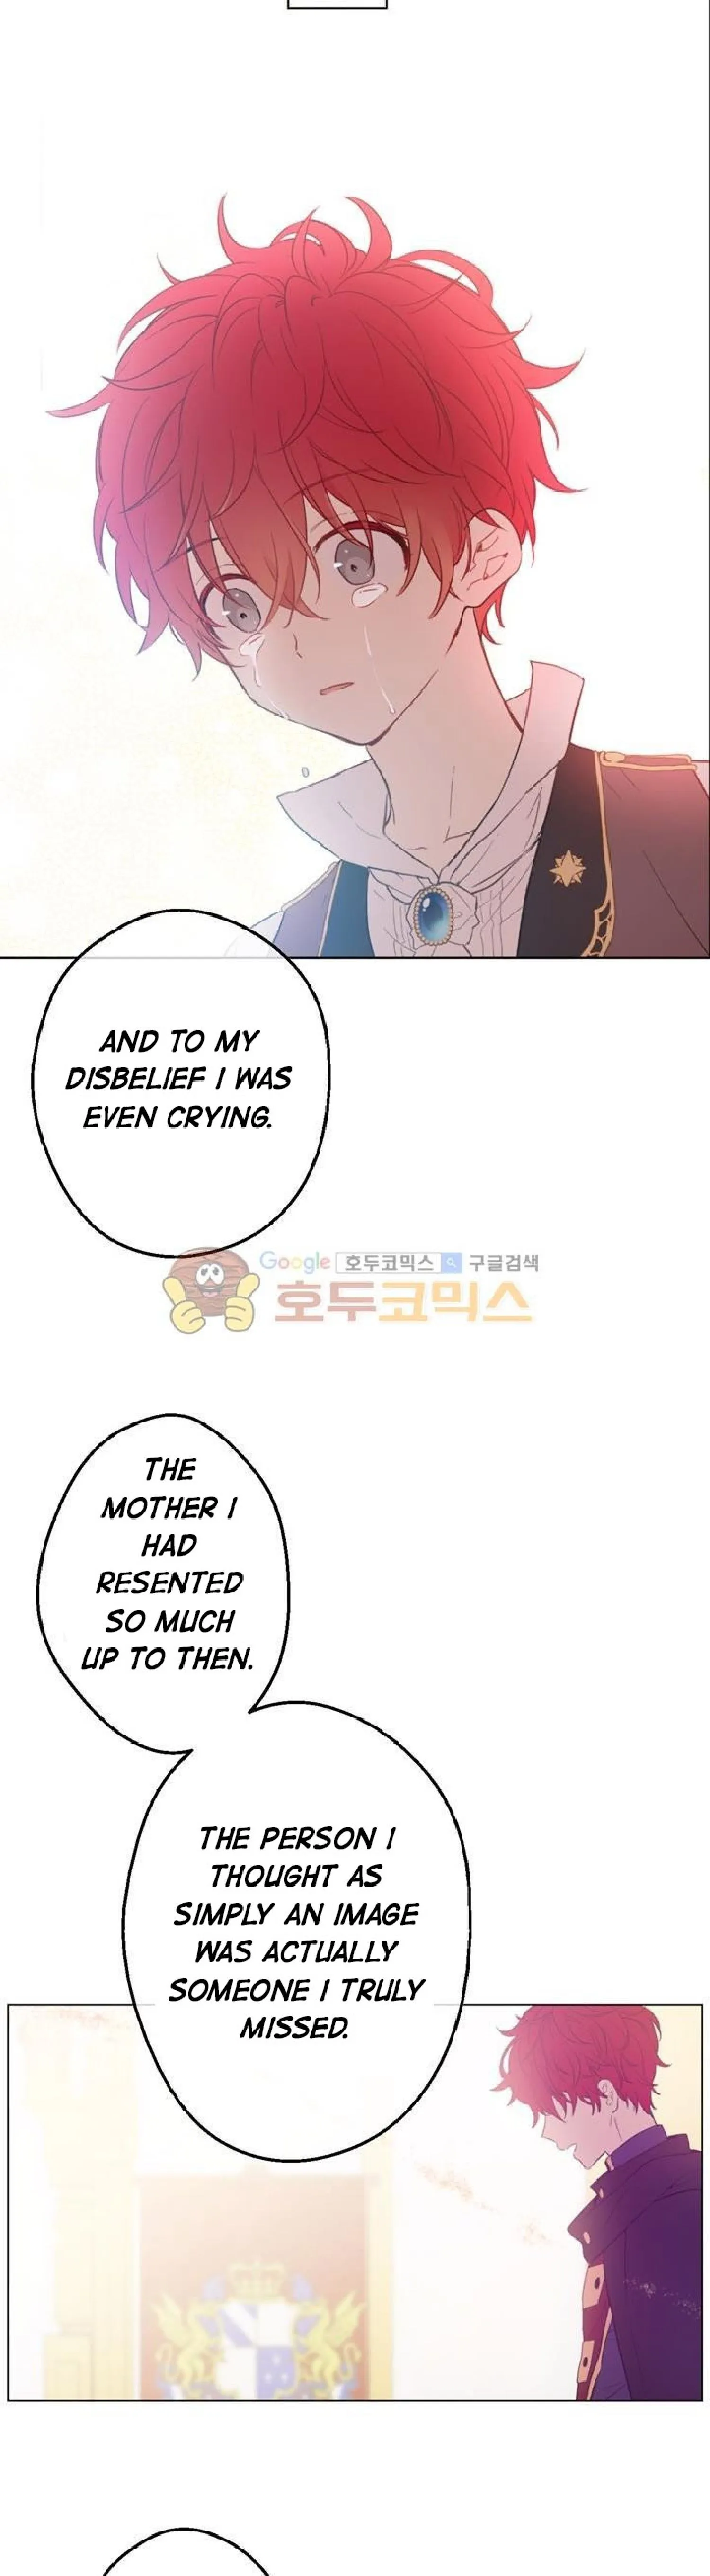 AND TO MY
DISBELIEF I WAS
EVEN CRYING.
Google 호두코믹스 구글검색
호두코믹스
THE
MOTHER I
HAD
RESENTED
SO MUCH
UP TO THEN.
THE PERSON I
THOUGHT AS
SIMPLY AN IMAGE
WAS ACTUALLY
SOMEONE I TRULY
MISSED.